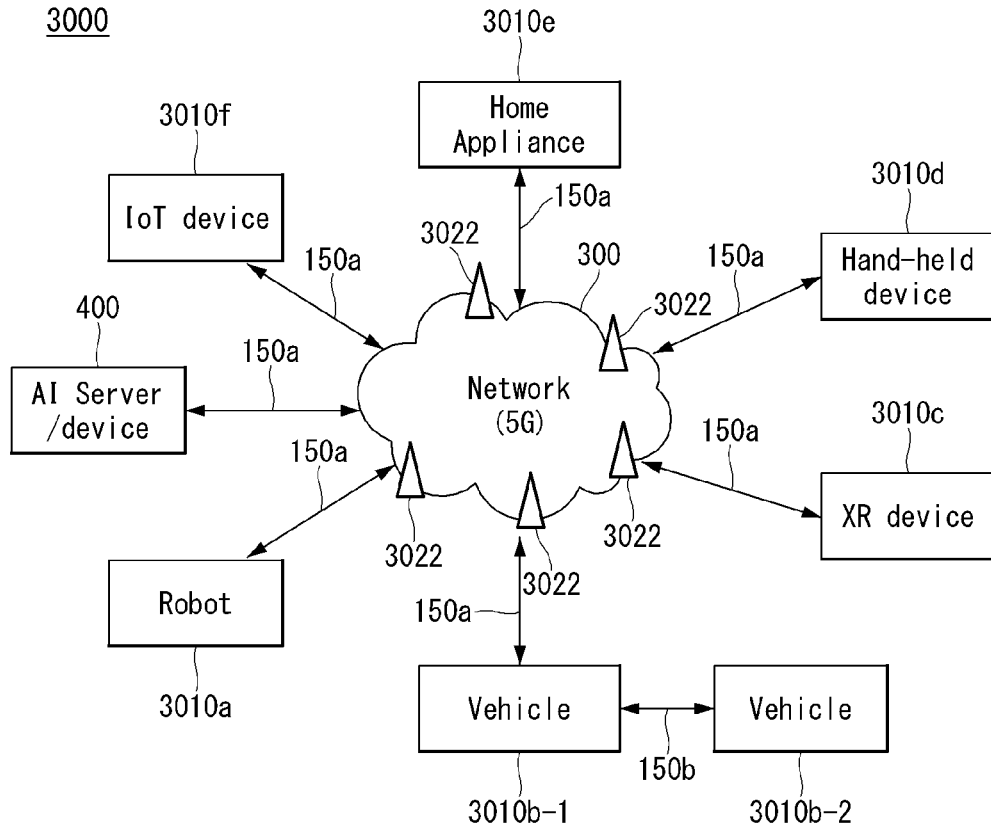 3000
3010e
Home
Appliance
3010f
IoT device
150a
3010d
Hand-held
device
3022
300
150a
150a
3022
400
AI Server
/device
150a
Network
(5G)
3010c
XR device
150a
150a
3022
3022
3022
Robot
3010a
150a
Vehicle
Vehicle
150b
3010b-1
3010b-2